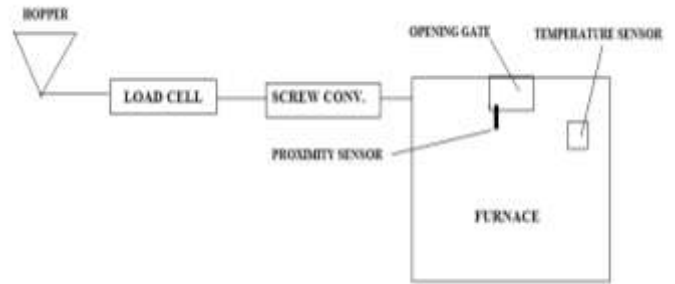 HOPPER
OPENING GATE
TEMPERATURE SENSOR
LOAD CELL
SCREW CONV.
PROXIMITY SENSOR
FURNACE